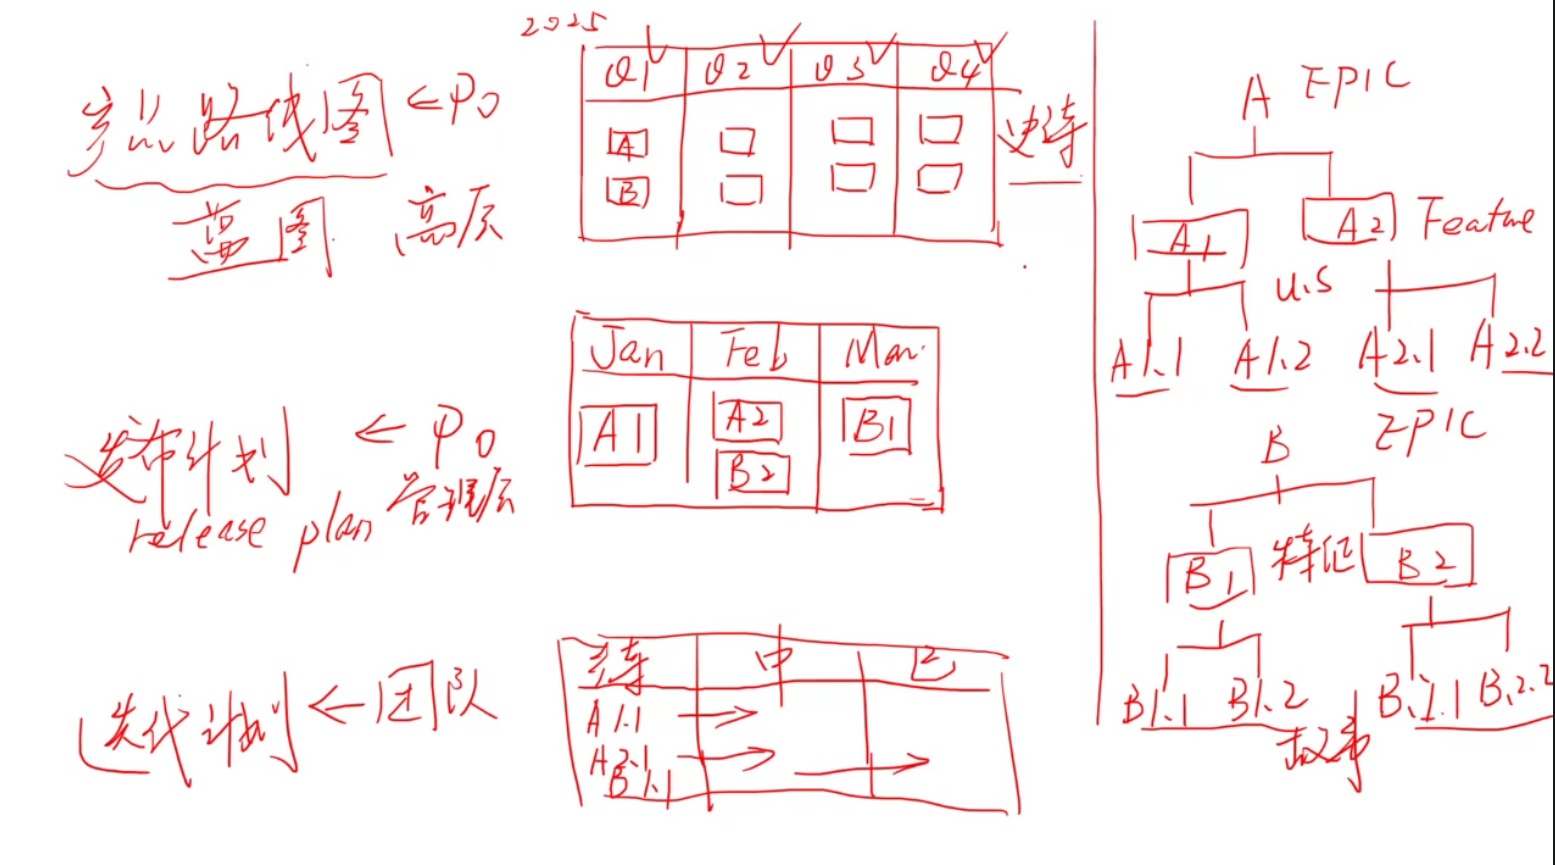 2025
Q1 Q2 Q3 Q4
产品路线图 ← PO
A
B
史诗
蓝图 高层
Jan Feb Mar.
A1 A2 B1
B2
发布计划 ← PO
release plan 管理层
待 中 已
A1.1
A2.1
B1.1
迭代计划 ← 团队
A EPIC
A1 A2 Feature
U.S
A1.1 A1.2 A2.1 A2.2
EPIC
B
B1 特征 B2
B1.1 B1.2 B.2.2
故事